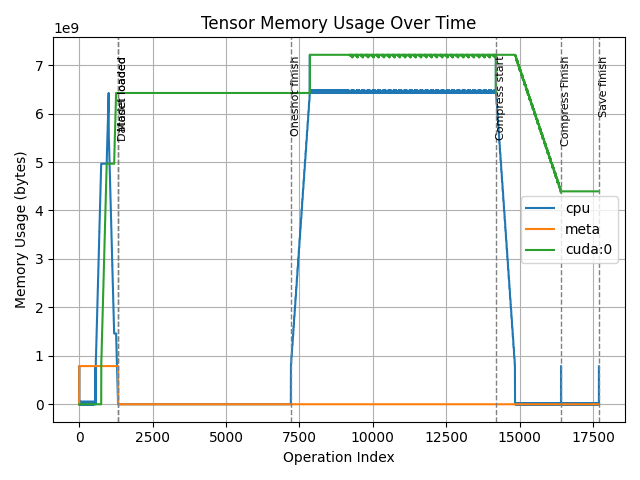 Tensor Memory Usage Over Time
1e9
Memory Usage (bytes)
7
6
5
4
3
2
1
0
0
2500
5000
7500
10000
12500
15000
17500
Operation Index
Model loaded
Oneshot finish
Compress start
Compress Finish
Save finish
cpu
meta
cuda:0